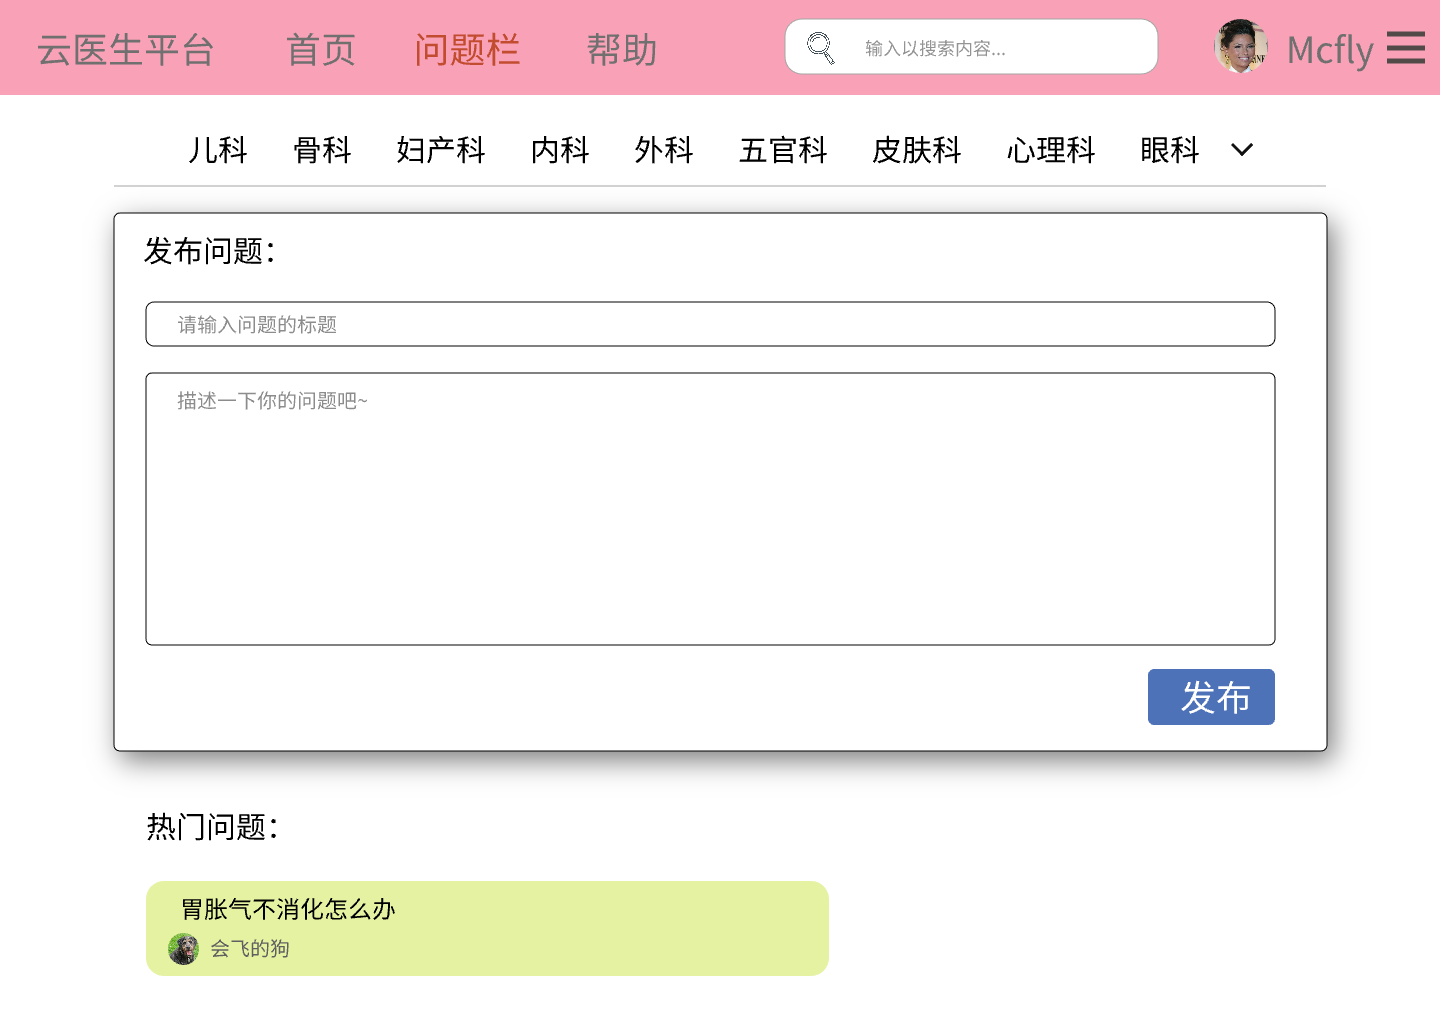 云医生平台 首页 问题栏 帮助 输入以搜索内容... Mcfly
儿科 骨科 妇产科 内科 外科 五官科 皮肤科 心理科 眼科
发布问题：
请输入问题的标题
描述一下你的问题吧~
发布
热门问题：
胃胀气不消化怎么办
会飞的狗